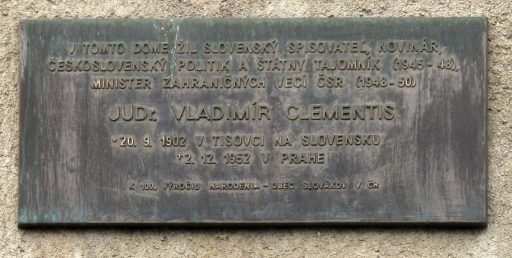 V TOMTO DOME ŽIL SLOVENSKÝ SPISOVATEĽ, NOVINÁR,
ČESKOSLOVENSKÝ POLITIK A ŠTÁTNY TAJOMNÍK (1945-48),
MINISTER ZAHRANIČNÝCH VECÍ ČSR (1948-50)
JUDr. VLADIMÍR CLEMENTIS
*20. 9. 1902 V TISOVCI NA SLOVENSKU
†2. 12. 1952 V PRAHE
K 100. VÝROČIU NARODENIA - OBEC SLOVÁKOV V ČR